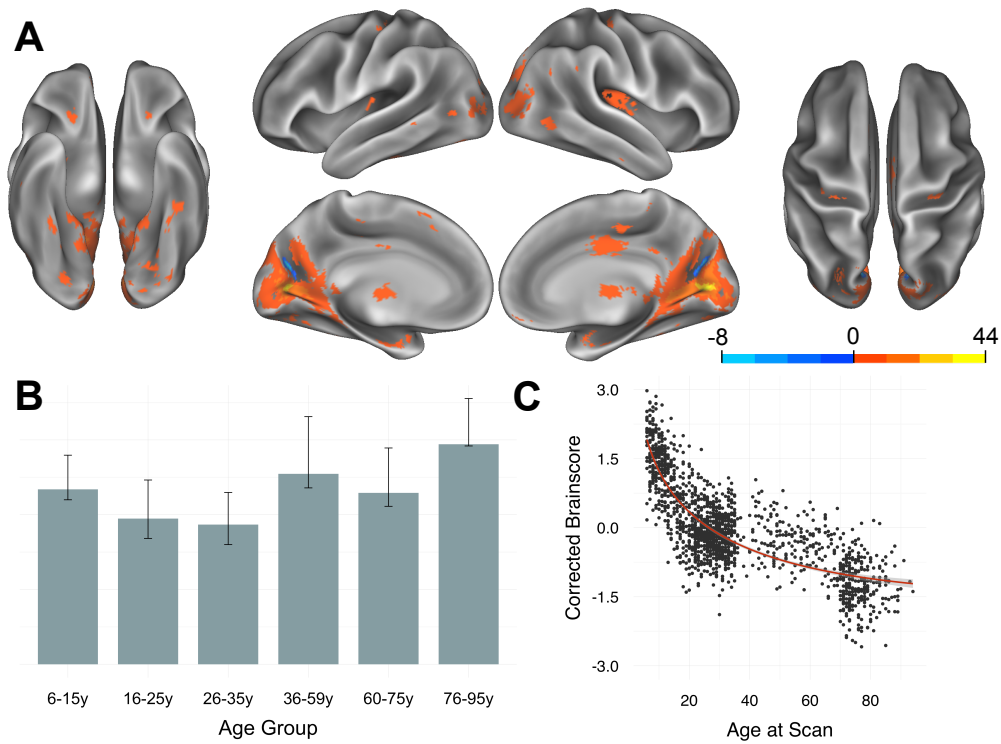 A
-8 0 44
B
6-15y 16-25y 26-35y 36-59y 60-75y 76-95y
Age Group
C
Corrected Brainscore
3.0
1.5
0.0
-1.5
-3.0
20 40 60 80
Age at Scan